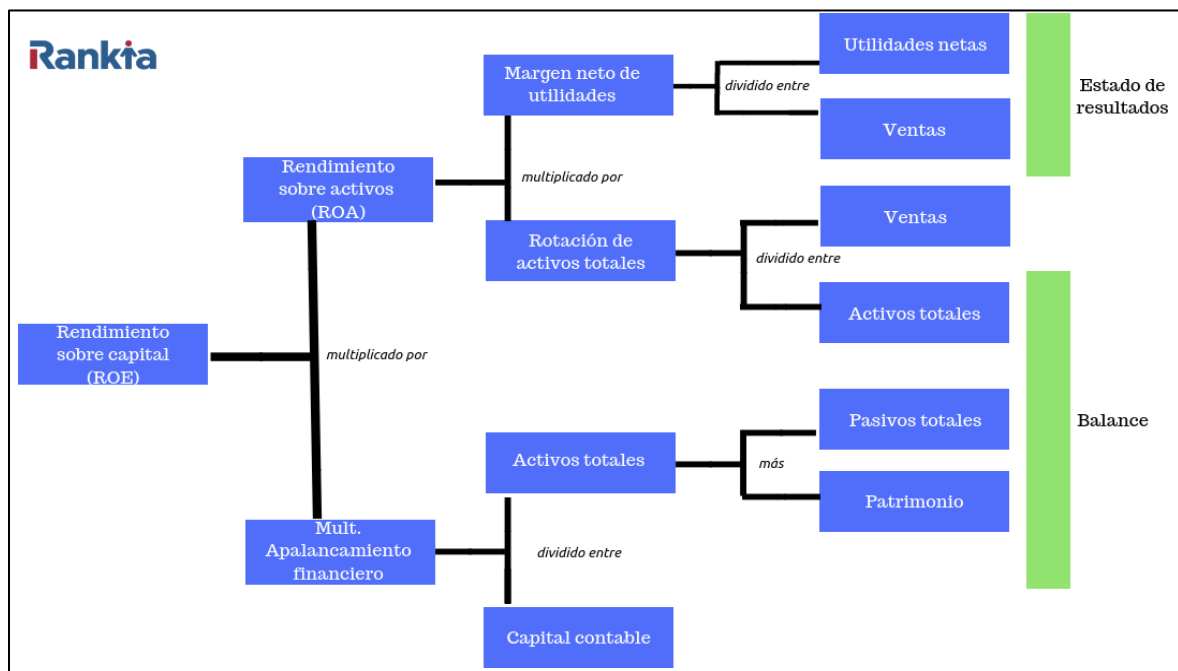 Rankia
Utilidades netas
Margen neto de
utilidades
dividido entre
Estado de
resultados
Ventas
Rendimiento
sobre activos
(ROA)
multiplicado por
Ventas
Rotación de
activos totales
dividido entre
Activos totales
Rendimiento
sobre capital
(ROE)
multiplicado por
Pasivos totales
Balance
Activos totales
más
Patrimonio
Mult.
Apalancamiento
financiero
dividido entre
Capital contable